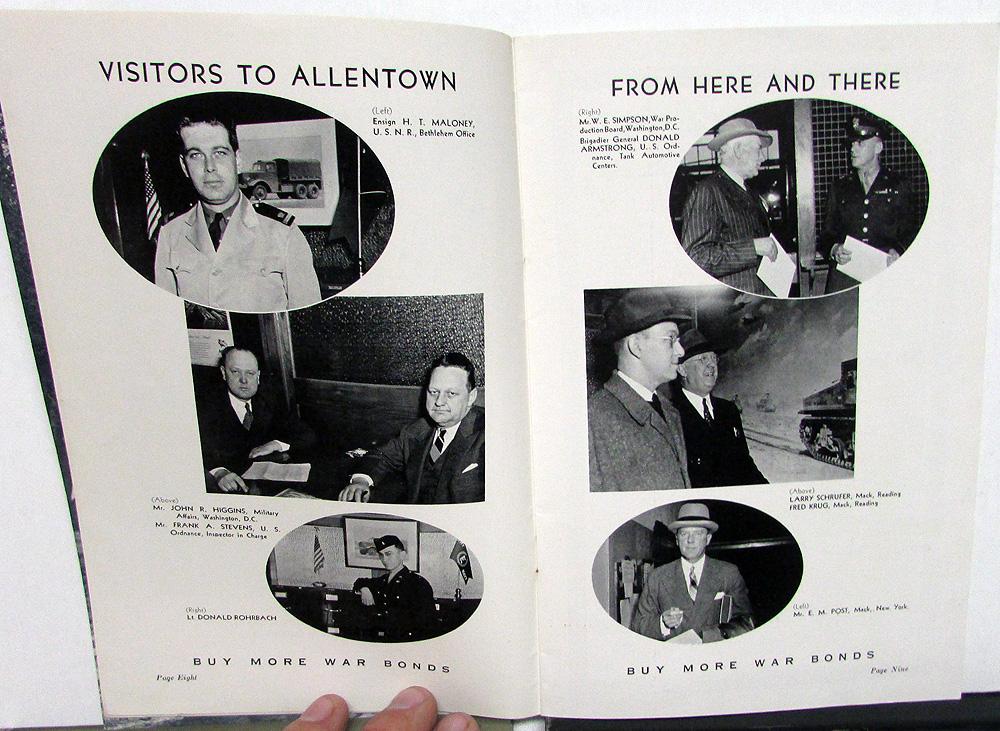 VISITORS TO ALLENTOWN
(Left)
Ensign H. T. MALONEY,
U. S. N. R., Bethlehem Office
(Above)
Mr. JOHN R. HIGGINS, Military
Affairs, Washington, D.C.
Mr. FRANK A. STEVENS, U. S.
Ordnance, Inspector in Charge
(Right)
Lt. DONALD ROHRBACH
BUY MORE WAR BONDS
Page Eight
FROM HERE AND THERE
(Right)
Mr. W. E. SIMPSON, War Pro-
duction Board, Washington, D.C.
Brigadier General DONALD
ARMSTRONG, U. S. Ord-
nance, Tank Automotive
Centers.
(Above)
LARRY SCHRUFER, Mack, Reading
FRED KRUG, Mack, Reading
(Left)
Mr. E. M. POST, Mack, New York.
BUY MORE WAR BONDS
Page Nine